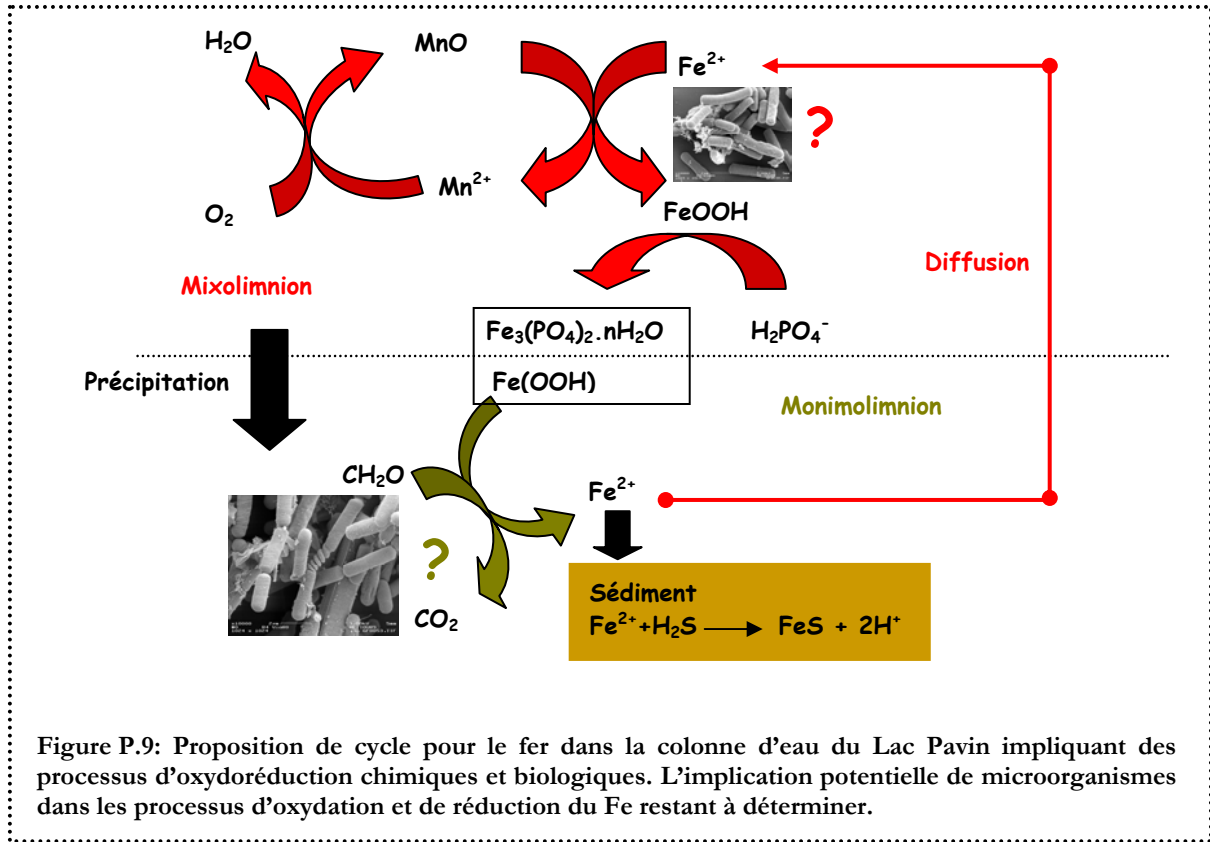 H₂O
MnO
Fe²⁺
?
Mn²⁺
O₂
FeOOH
Mixolimnion
Diffusion
Fe₃(PO₄)₂.nH₂O
H₂PO₄⁻
Précipitation
Fe(OOH)
Monimolimnion
CH₂O
Fe²⁺
?
CO₂
Sédiment
Fe²⁺+H₂S → FeS + 2H⁺
Figure P.9: Proposition de cycle pour le fer dans la colonne d'eau du Lac Pavin impliquant des
processus d'oxydoréduction chimiques et biologiques. L'implication potentielle de microorganismes
dans les processus d'oxydation et de réduction du Fe restant à déterminer.